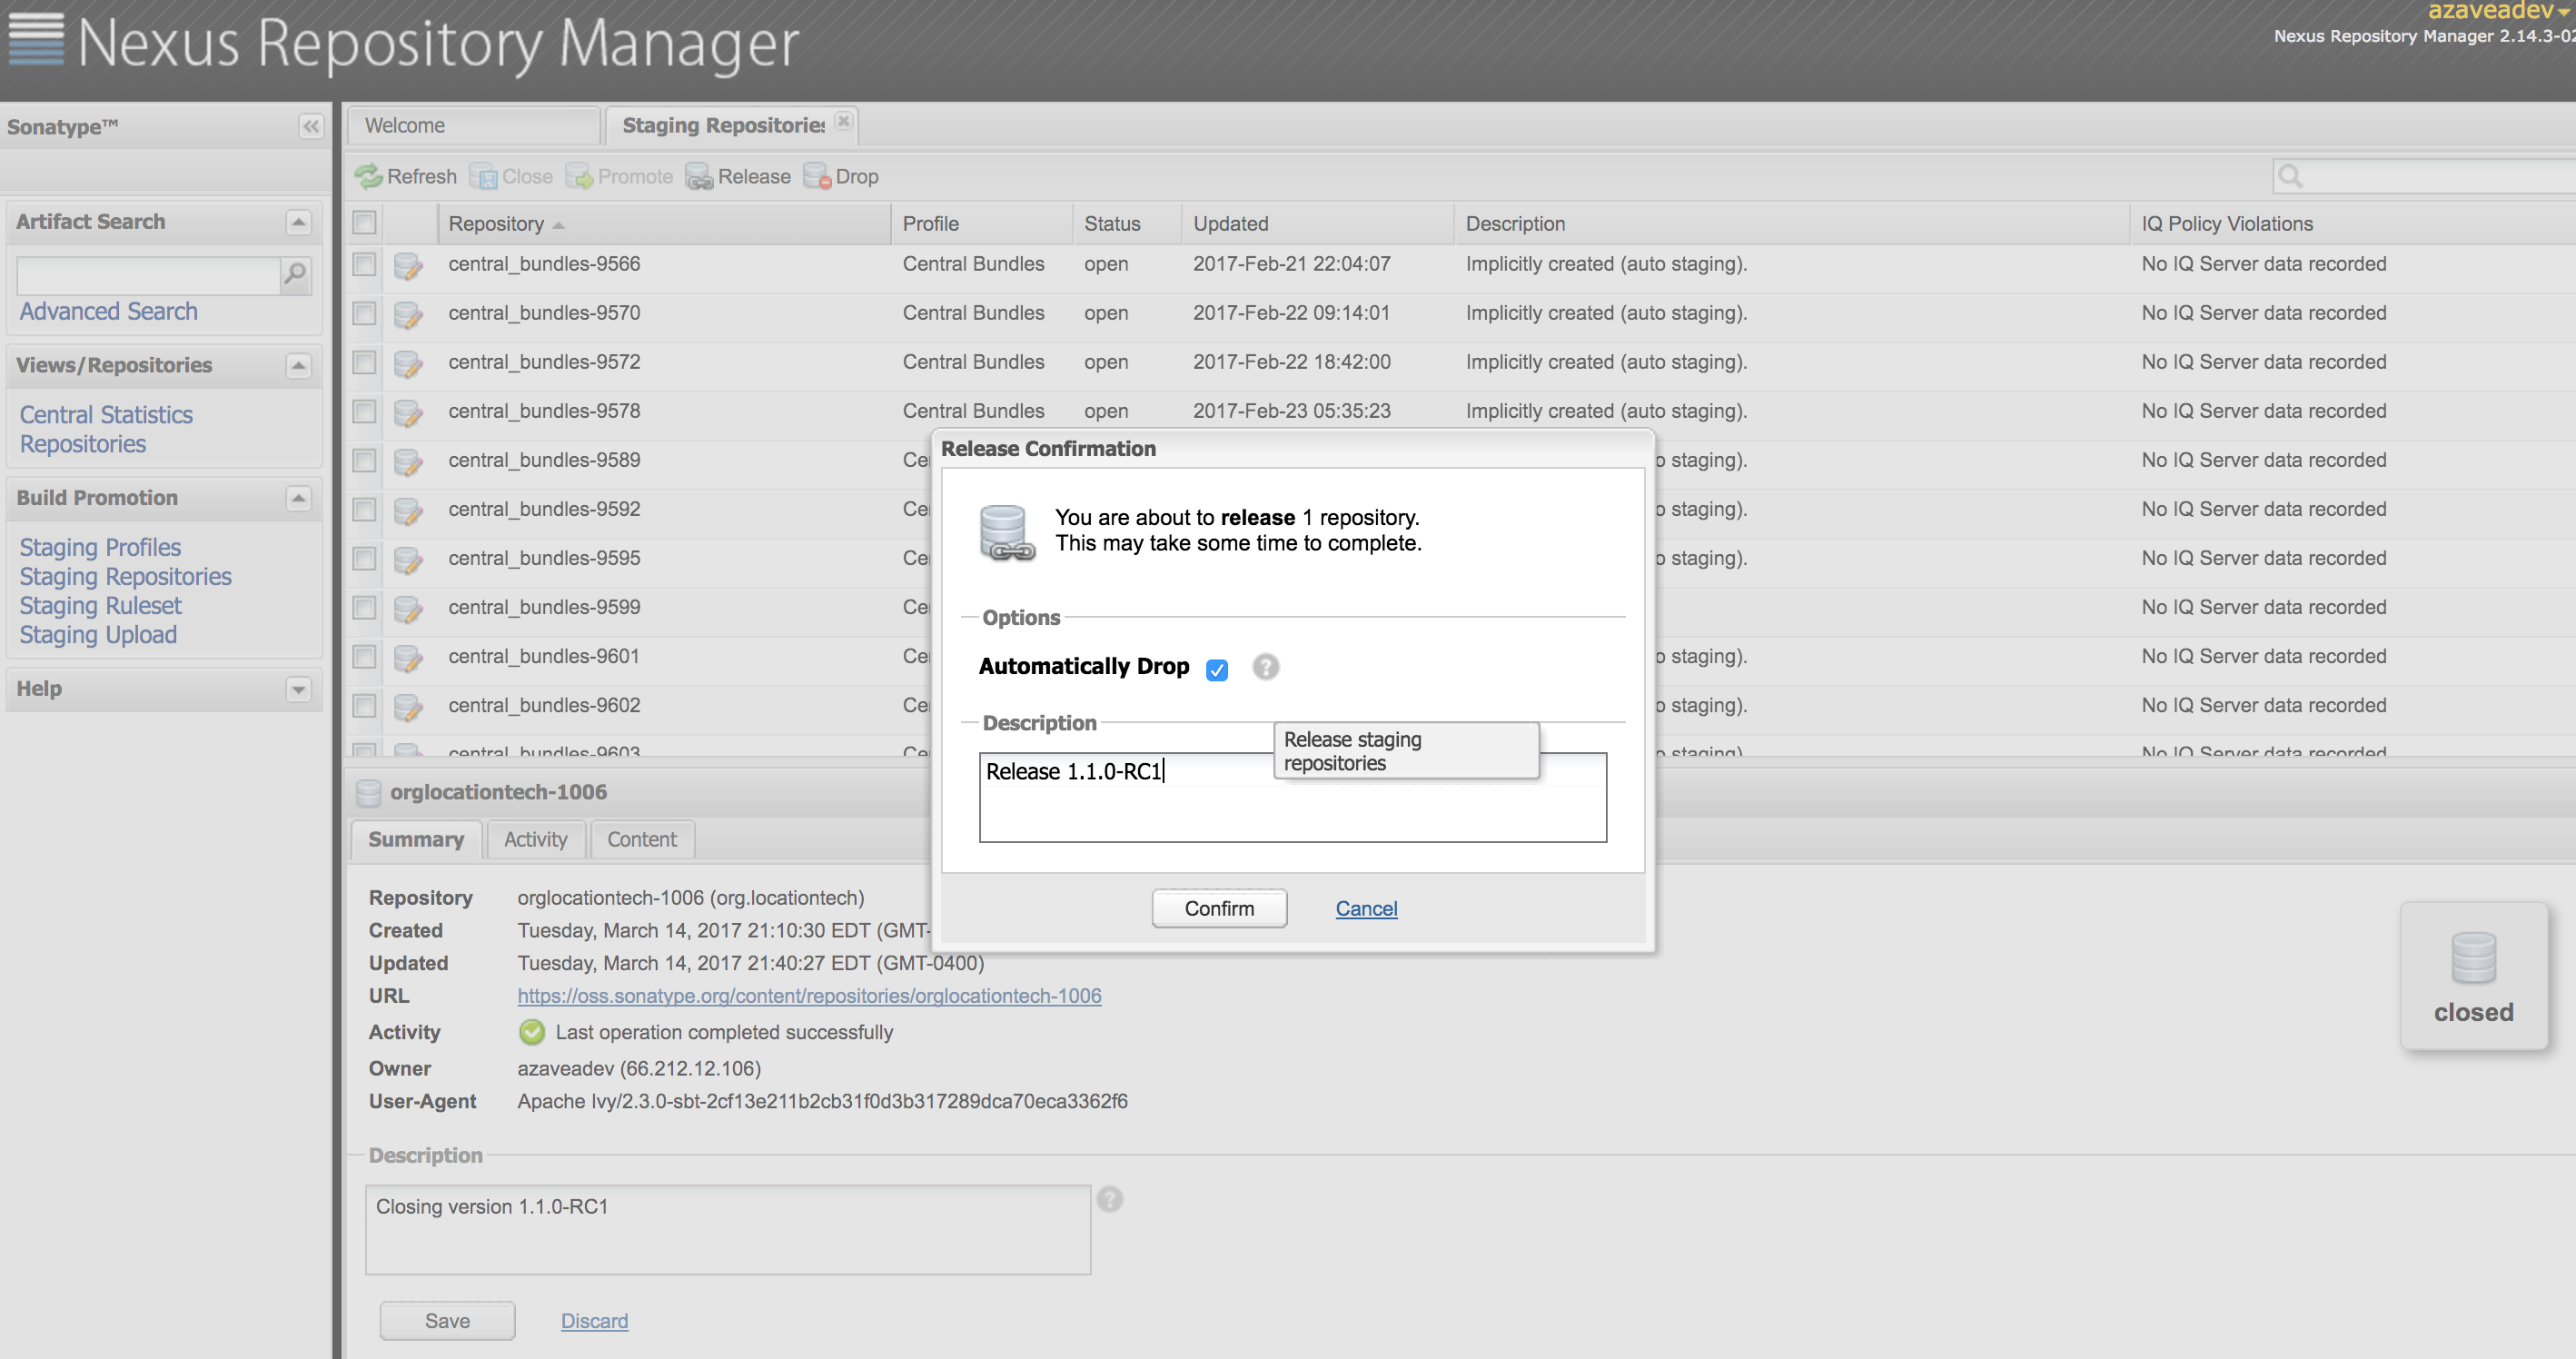 Nexus Repository Manager
azaveadev
Nexus Repository Manager 2.14.3-02
Sonatype™
Artifact Search
Advanced Search
Views/Repositories
Central Statistics
Repositories
Build Promotion
Staging Profiles
Staging Repositories
Staging Ruleset
Staging Upload
Help
Welcome
Staging Repositories
Refresh Close Promote Release Drop
Repository Profile Status Updated Description IQ Policy Violations
central_bundles-9566 Central Bundles open 2017-Feb-21 22:04:07 Implicitly created (auto staging). No IQ Server data recorded
central_bundles-9570 Central Bundles open 2017-Feb-22 09:14:01 Implicitly created (auto staging). No IQ Server data recorded
central_bundles-9572 Central Bundles open 2017-Feb-22 18:42:00 Implicitly created (auto staging). No IQ Server data recorded
central_bundles-9578 Central Bundles open 2017-Feb-23 05:35:23 Implicitly created (auto staging). No IQ Server data recorded
central_bundles-9589 Ce o staging). No IQ Server data recorded
central_bundles-9592 Ce o staging). No IQ Server data recorded
central_bundles-9595 Ce o staging). No IQ Server data recorded
central_bundles-9599 Ce No IQ Server data recorded
central_bundles-9601 Ce o staging). No IQ Server data recorded
central_bundles-9602 Ce o staging). No IQ Server data recorded
central_bundles-9603 Ce o staging). No IQ Server data recorded
Release Confirmation
You are about to release 1 repository.
This may take some time to complete.
Options
Automatically Drop
Description
Release staging
repositories
Release 1.1.0-RC1
Confirm Cancel
orglocationtech-1006
Summary Activity Content
Repository orglocationtech-1006 (org.locationtech)
Created Tuesday, March 14, 2017 21:10:30 EDT (GMT-
Updated Tuesday, March 14, 2017 21:40:27 EDT (GMT-0400)
URL https://oss.sonatype.org/content/repositories/orglocationtech-1006
Activity Last operation completed successfully
Owner azaveadev (66.212.12.106)
User-Agent Apache Ivy/2.3.0-sbt-2cf13e211b2cb31f0d3b317289dca70eca3362f6
closed
Description
Closing version 1.1.0-RC1
Save Discard